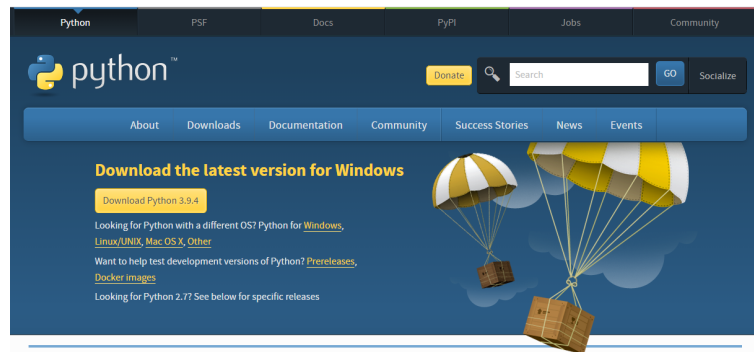 Python PSF Docs PyPI Jobs Community
python™
Donate Search GO Socialize
About Downloads Documentation Community Success Stories News Events
Download the latest version for Windows
Download Python 3.9.4
Looking for Python with a different OS? Python for Windows,
Linux/UNIX, Mac OS X, Other
Want to help test development versions of Python? Prereleases,
Docker images
Looking for Python 2.7? See below for specific releases